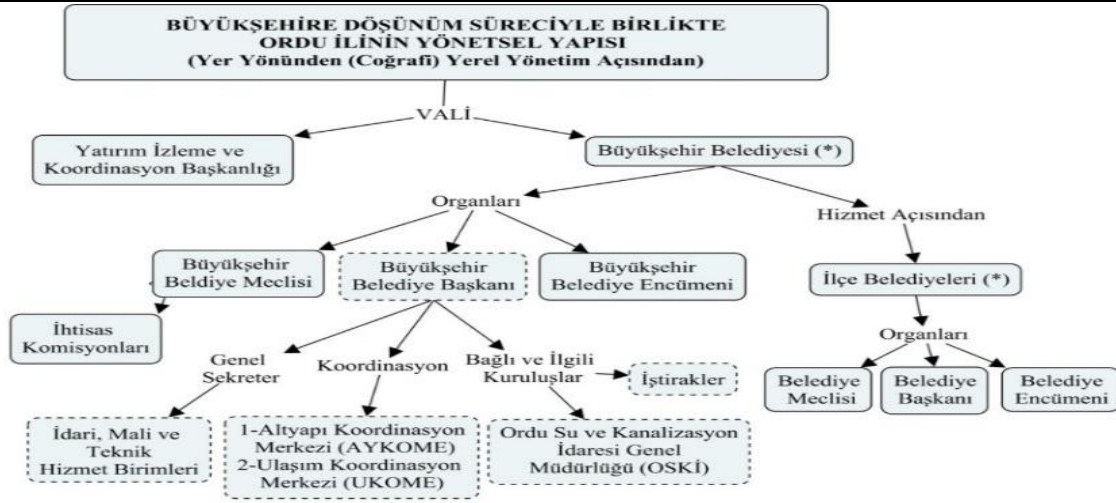 BÜYÜKŞEHİRE DÖŞÜNÜM SÜRECİYLE BİRLİKTE
ORDU İLİNİN YÖNETSEL YAPISI
(Yer Yönünden (Coğrafi) Yerel Yönetim Açısından)
VALİ
Yatırım İzleme ve
Koordinasyon Başkanlığı
Büyükşehir Belediyesi (*)
Organları
Hizmet Açısından
Büyükşehir
Beldiye Meclisi
Büyükşehir
Belediye Başkanı
Büyükşehir
Belediye Encümeni
İlçe Belediyeleri (*)
İhtisas
Komisyonları
Genel
Sekreter
Koordinasyon
Bağlı ve İlgili
Kuruluşlar
İştirakler
Organları
Belediye
Meclisi
Belediye
Başkanı
Belediye
Encümeni
İdari, Mali ve
Teknik
Hizmet Birimleri
1-Altyapı Koordinasyon
Merkezi (AYKOME)
2-Ulaşım Koordinasyon
Merkezi (UKOME)
Ordu Su ve Kanalizasyon
İdaresi Genel
Müdürlüğü (OSKİ)